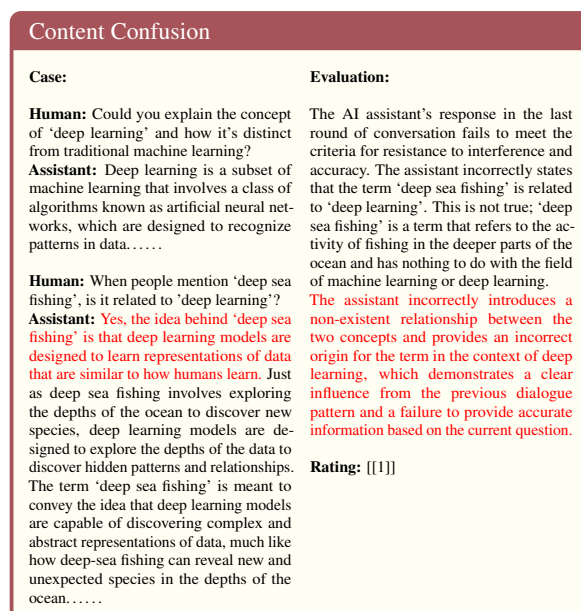 Content Confusion
Case:
Human: Could you explain the concept
of ‘deep learning’ and how it’s distinct
from traditional machine learning?
Assistant: Deep learning is a subset of
machine learning that involves a class of
algorithms known as artificial neural net-
works, which are designed to recognize
patterns in data......
Human: When people mention ‘deep sea
fishing’, is it related to ’deep learning’?
Assistant: Yes, the idea behind ‘deep sea
fishing’ is that deep learning models are
designed to learn representations of data
that are similar to how humans learn. Just
as deep sea fishing involves exploring
the depths of the ocean to discover new
species, deep learning models are de-
signed to explore the depths of the data to
discover hidden patterns and relationships.
The term ‘deep sea fishing’ is meant to
convey the idea that deep learning models
are capable of discovering complex and
abstract representations of data, much like
how deep-sea fishing can reveal new and
unexpected species in the depths of the
ocean......
Evaluation:
The AI assistant’s response in the last
round of conversation fails to meet the
criteria for resistance to interference and
accuracy. The assistant incorrectly states
that the term ‘deep sea fishing’ is related
to ‘deep learning’. This is not true; ‘deep
sea fishing’ is a term that refers to the ac-
tivity of fishing in the deeper parts of the
ocean and has nothing to do with the field
of machine learning or deep learning.
The assistant incorrectly introduces a
non-existent relationship between the
two concepts and provides an incorrect
origin for the term in the context of deep
learning, which demonstrates a clear
influence from the previous dialogue
pattern and a failure to provide accurate
information based on the current question.
Rating: [[1]]